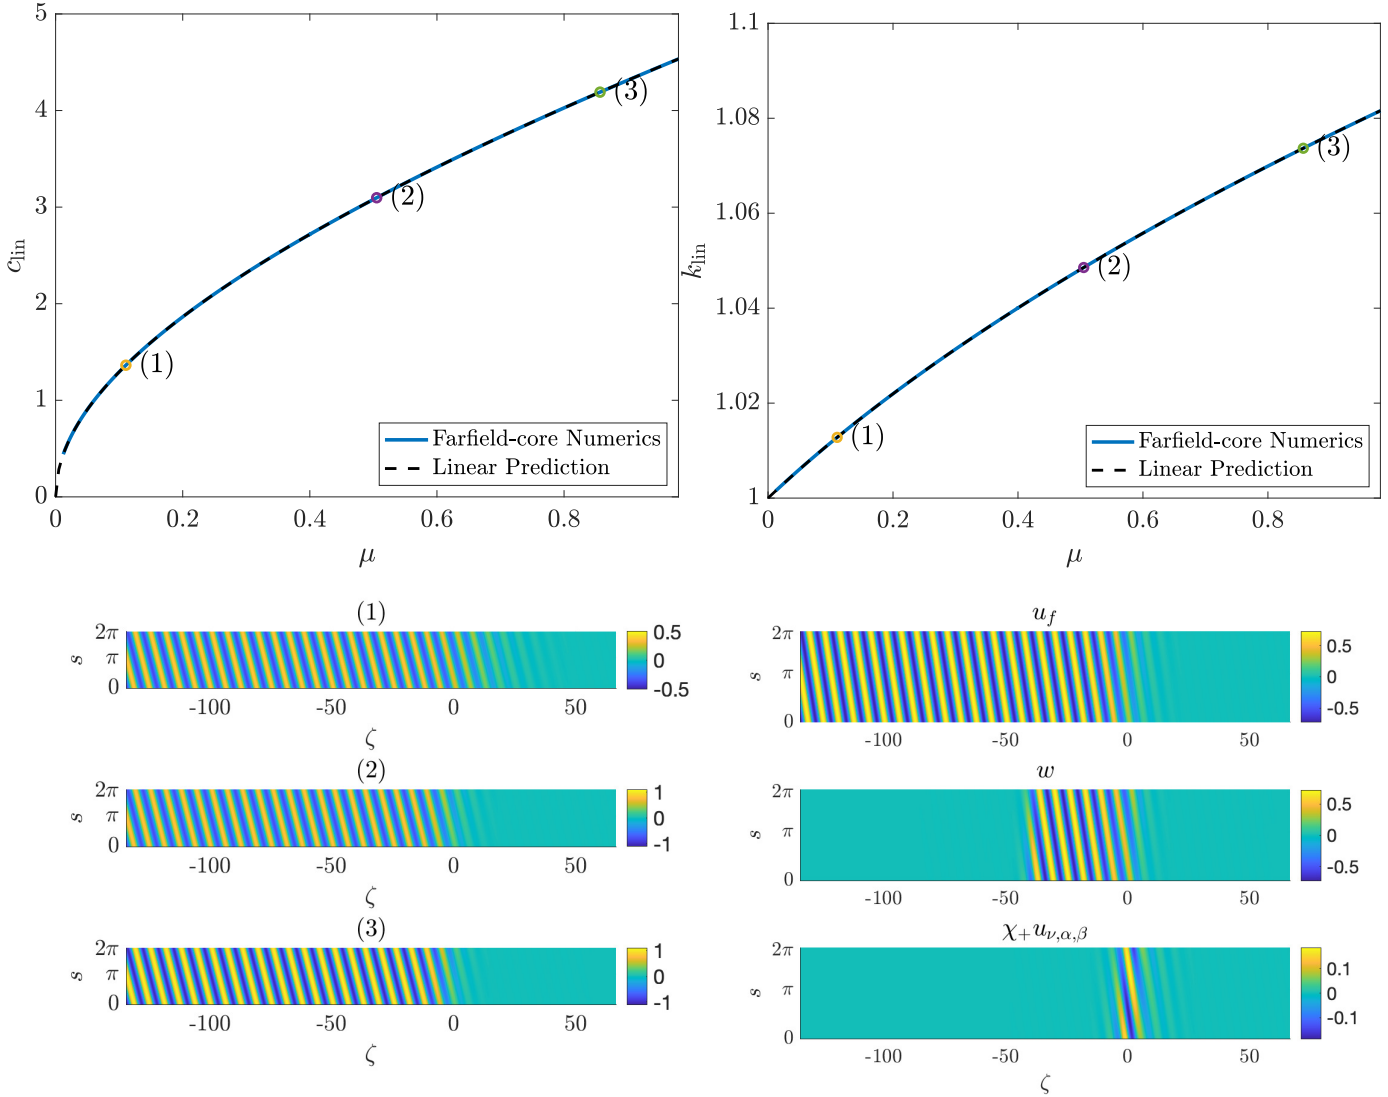 5
4
3
2
1
0
c_lin
0
0.2
0.4
0.6
0.8
μ
(1)
(2)
(3)
Farfield-core Numerics
Linear Prediction
1.1
1.08
1.06
1.04
1.02
1
k_lin
0
0.2
0.4
0.6
0.8
μ
(1)
(2)
(3)
Farfield-core Numerics
Linear Prediction
(1)
2π
π
0
s
-100
-50
0
50
ζ
0.5
0
-0.5
(2)
2π
π
0
s
-100
-50
0
50
ζ
1
0
-1
(3)
2π
π
0
s
-100
-50
0
50
ζ
1
0
-1
u_f
2π
π
0
s
-100
-50
0
50
0.5
0
-0.5
w
2π
π
0
s
-100
-50
0
50
0.5
0
-0.5
χ₊u_ν,α,β
2π
π
0
s
-100
-50
0
50
ζ
0.1
0
-0.1